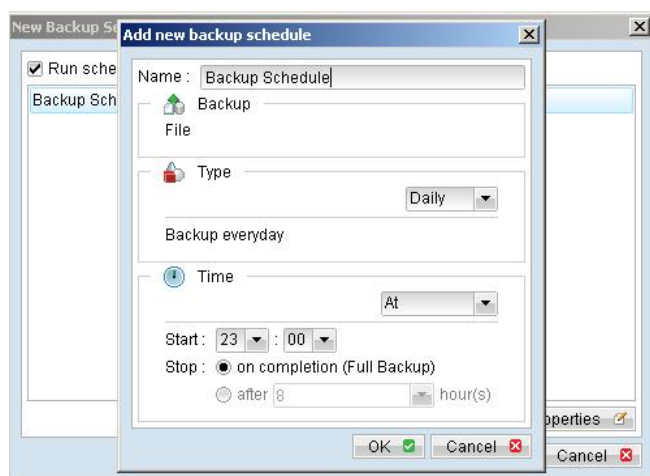 New Backup Se
Add new backup schedule
Run sche
Backup Sch
Name : Backup Schedule
Backup
File
Type
Daily
Backup everyday
Time
At
Start : 23 : 00
Stop : on completion (Full Backup)
after 8 hour(s)
OK Cancel
operties
Cancel